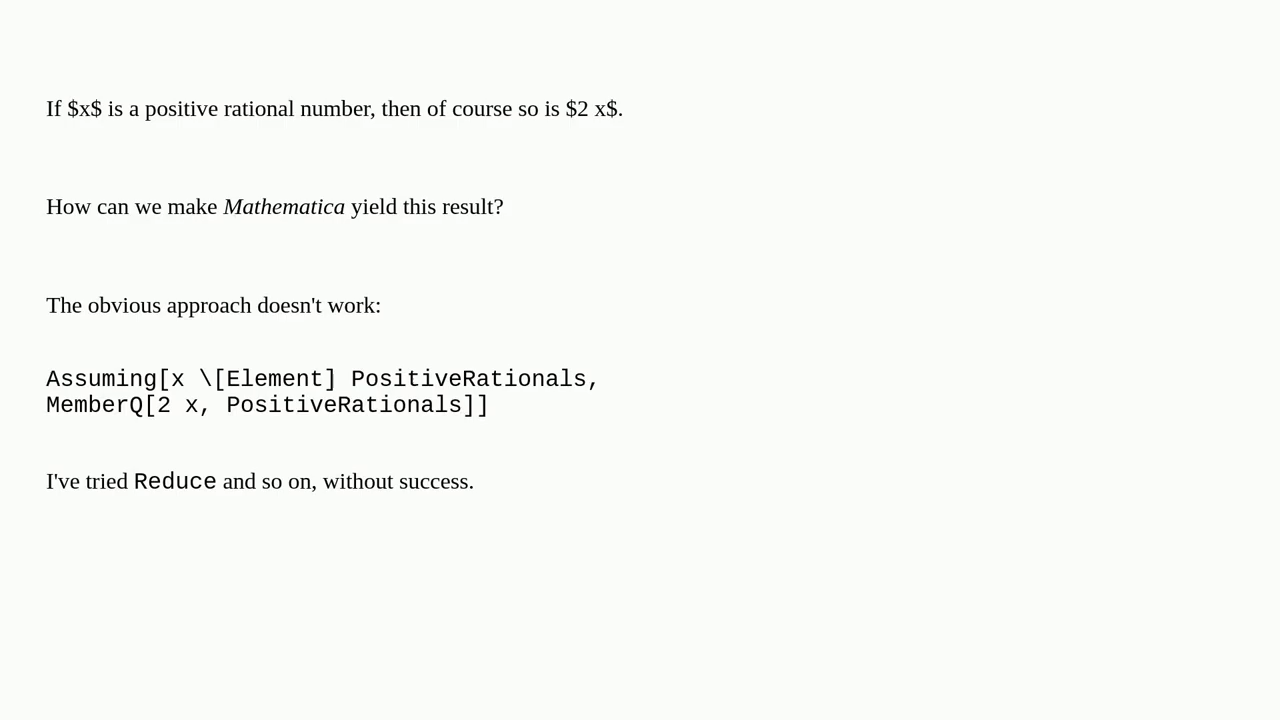 If $x$ is a positive rational number, then of course so is $2 x$.
How can we make Mathematica yield this result?
The obvious approach doesn't work:
Assuming[x \[Element] PositiveRationals,
MemberQ[2 x, PositiveRationals]]
I've tried Reduce and so on, without success.